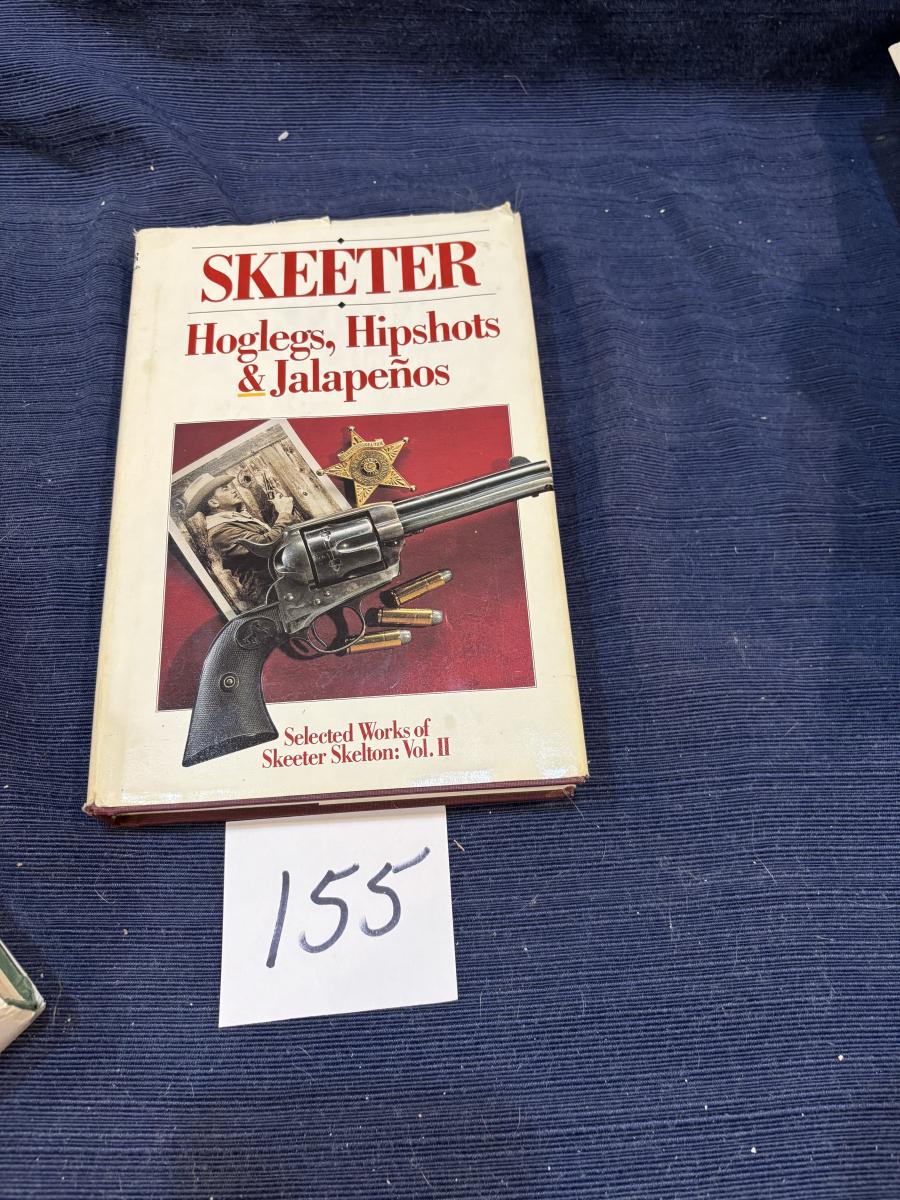 SKEETER
Hoglegs, Hipshots
& Jalapeños
Selected Works of
Skeeter Skelton: Vol. II
155